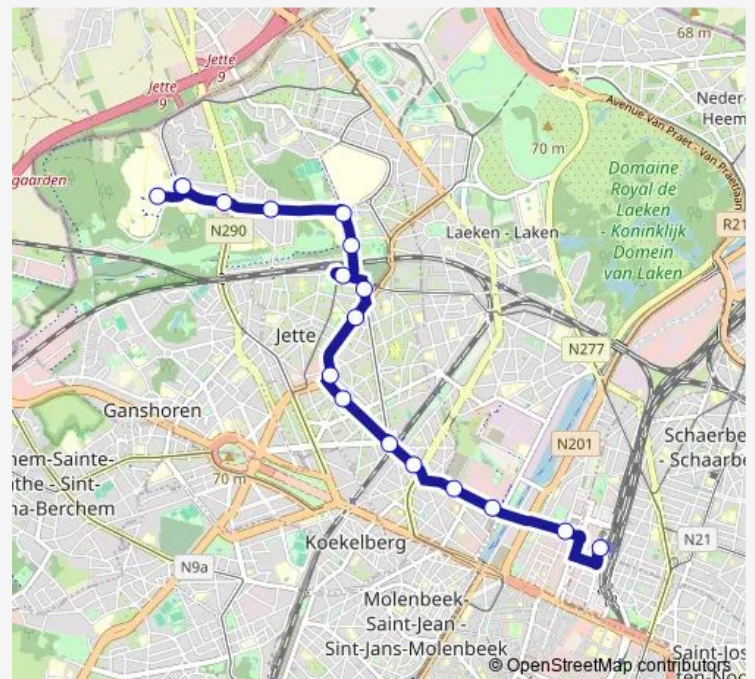 68 m
Jette
9
Jette
9
Avenue Van Praet - Van Praetlaan
Neder-
Heem
70 m
gaarden
Domaine
Royal de
Laeken
- Koninklijk
Domein
van Laken
N290
Laeken - Laken
R21
Jette
N277
Ganshoren
hem-Sainte-
the - Sint-
ha-Berchem
70 m
N201
Schaerbe
- Schaarbe
N21
Koekelberg
N9a
Molenbeek-
Saint-Jean -
Sint-Jans-Molenbeek
Saint-Jos
ten-Noo
© OpenStreetMap contributors